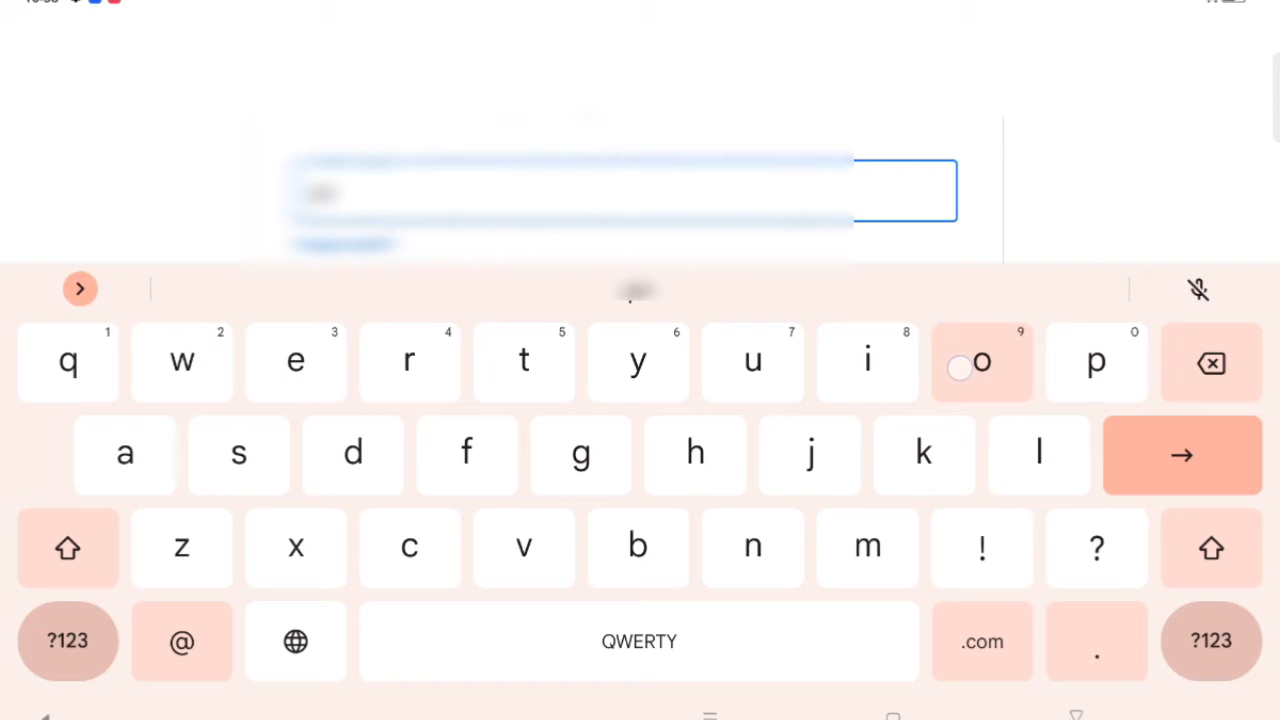 1 2 3 4 5 6 7 8 9 0
q w e r t y u i o p
a s d f g h j k l →
z x c v b n m ! ?
?123 @ QWERTY .com . ?123